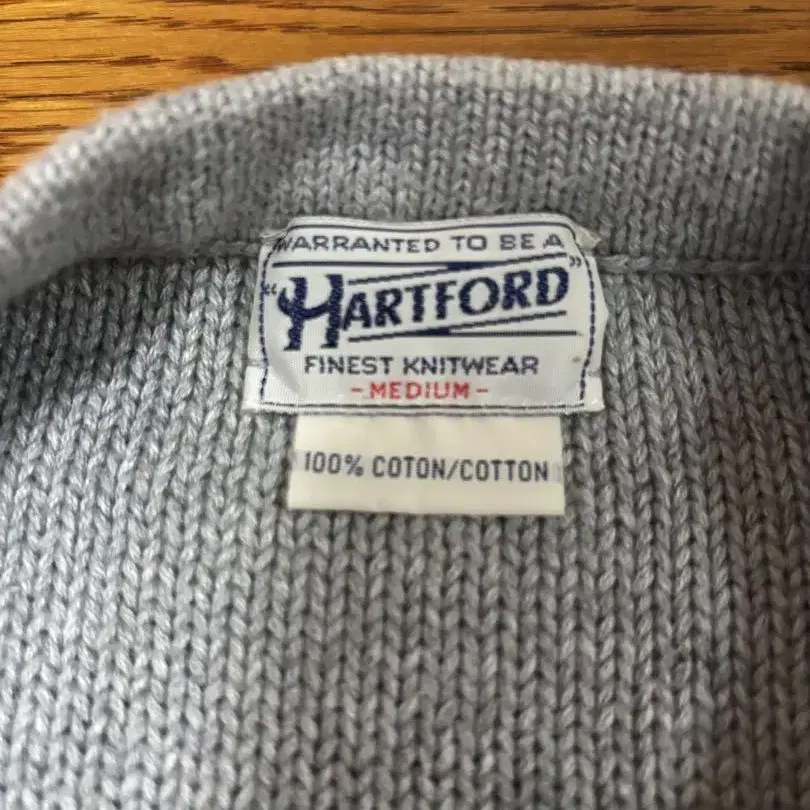 WARRANTED TO BE A
"HARTFORD"
FINEST KNITWEAR
-MEDIUM-
100% COTON/COTTON